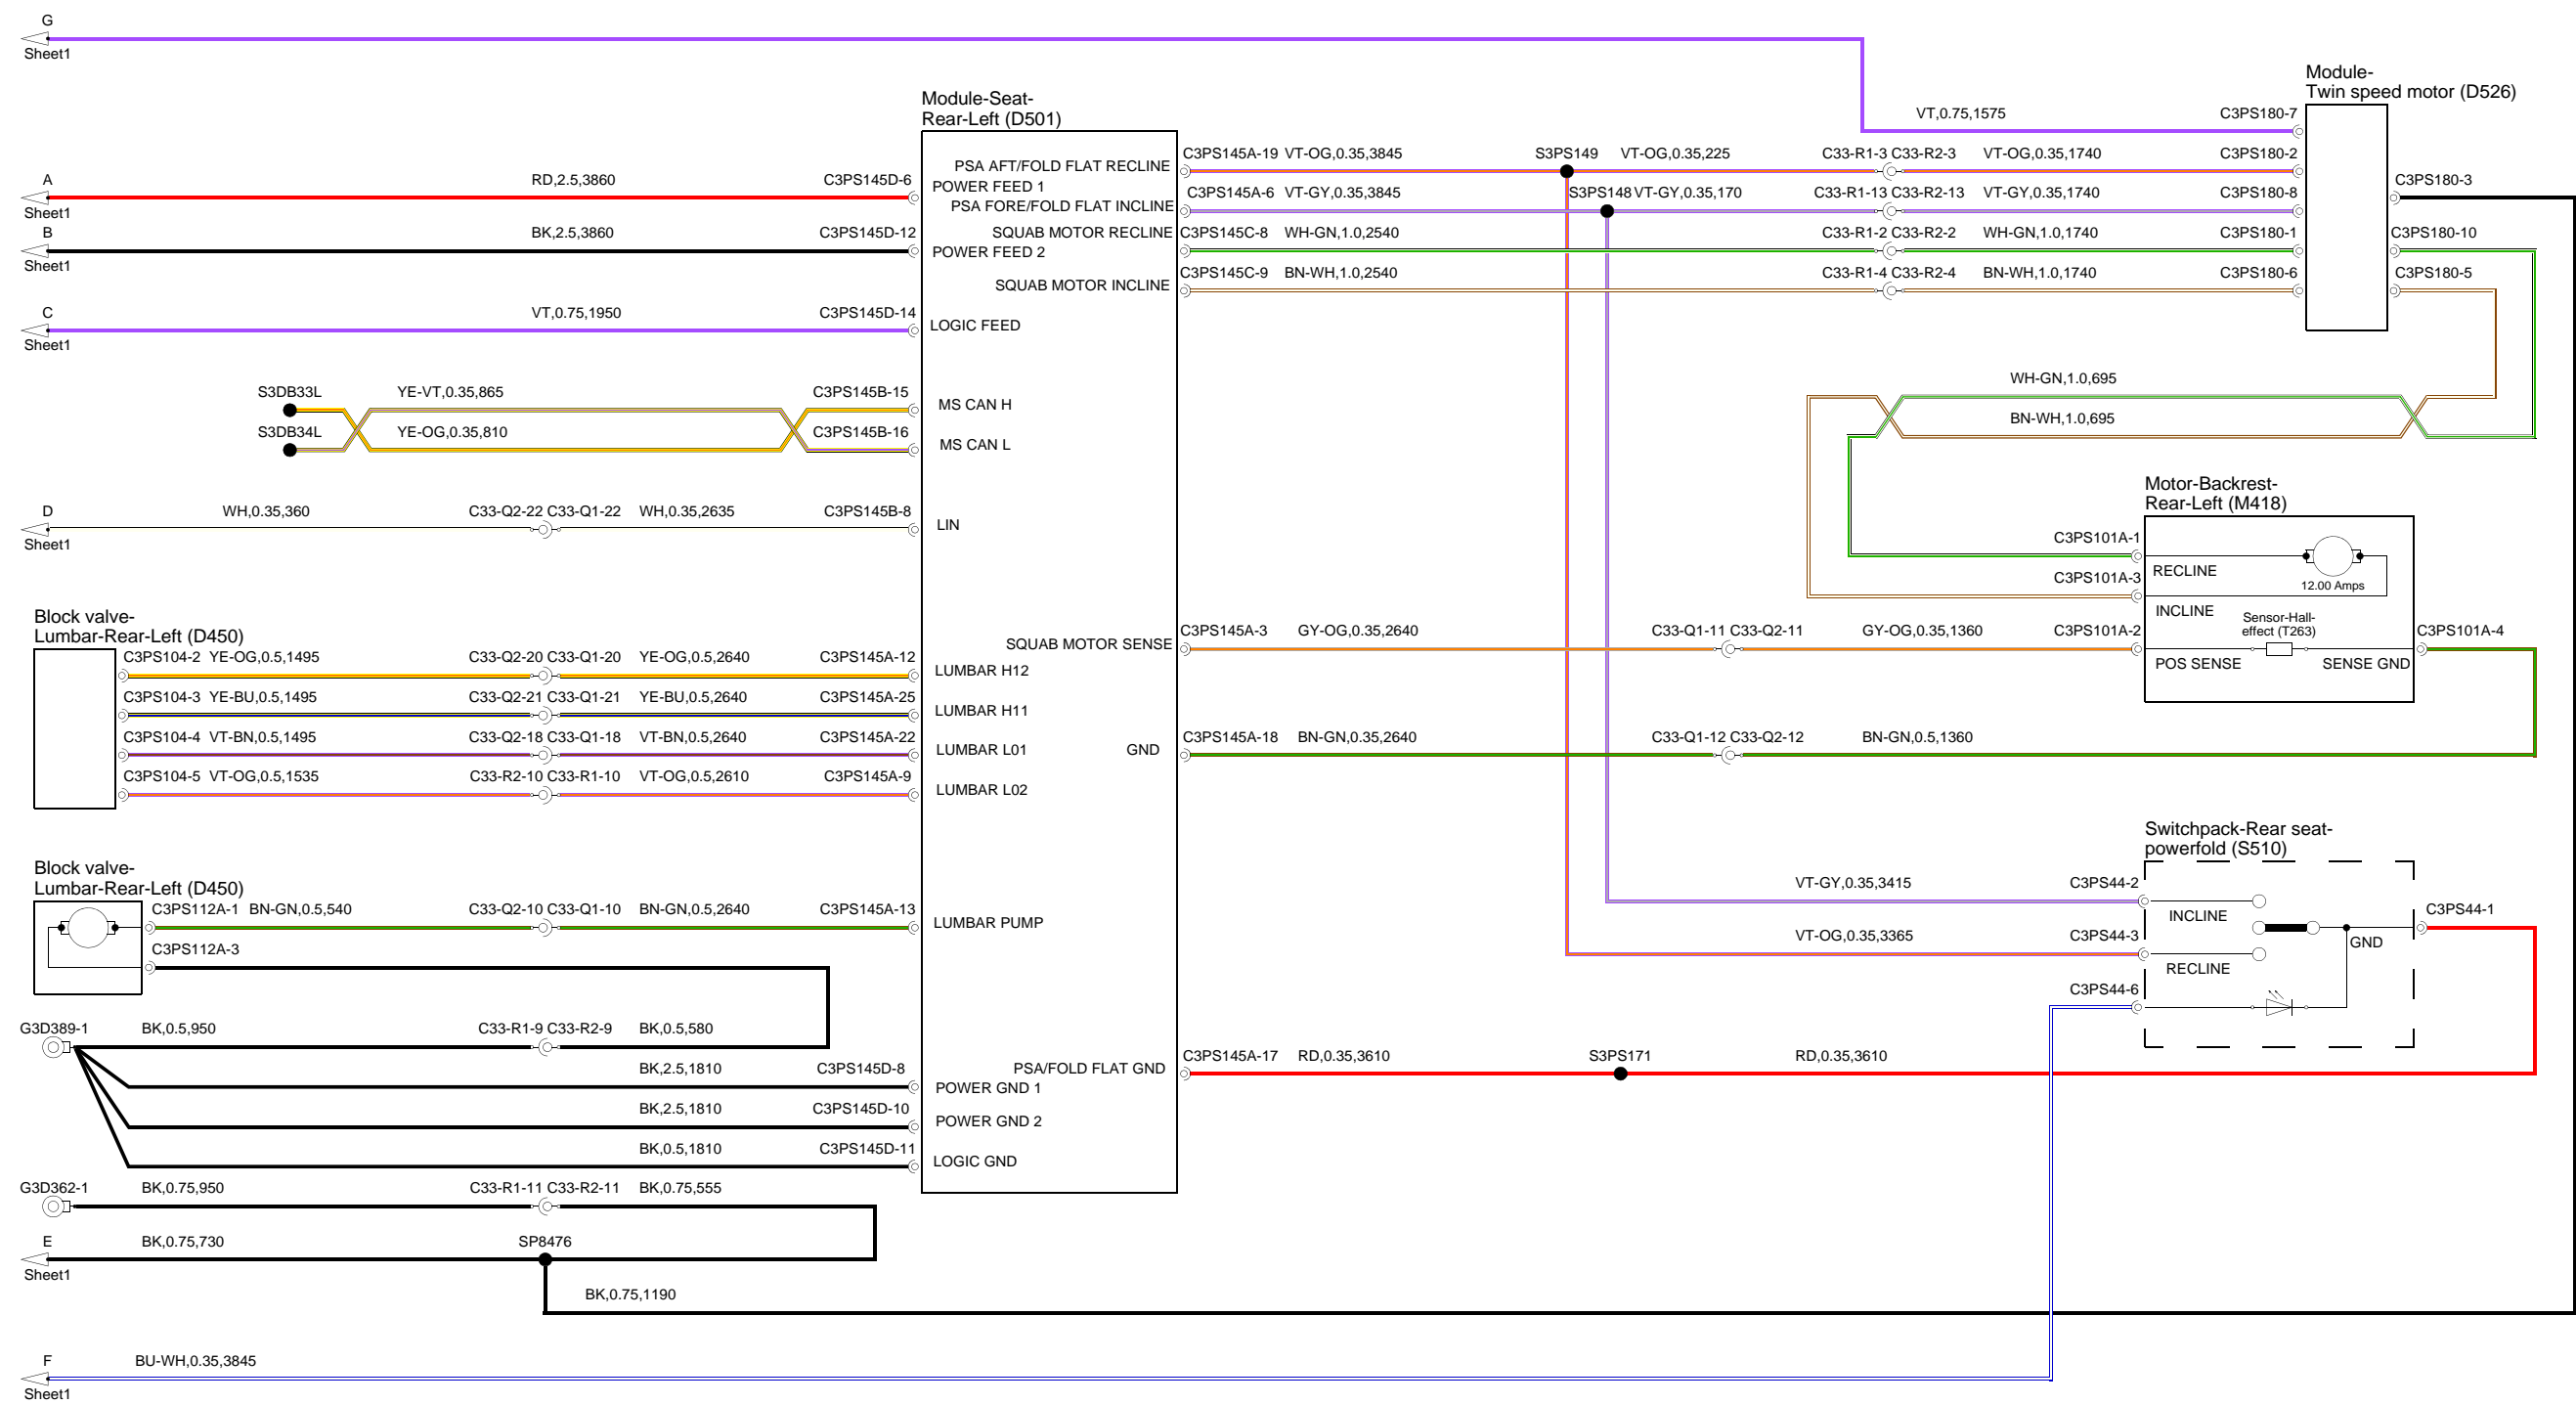 G
Sheet1
Module-
Twin speed motor (D526)
VT,0.75,1575
C3PS180-7
Module-Seat-
Rear-Left (D501)
A
Sheet1
RD,2.5,3860
C3PS145D-6
POWER FEED 1
B
Sheet1
BK,2.5,3860
C3PS145D-12
POWER FEED 2
C
Sheet1
VT,0.75,1950
C3PS145D-14
LOGIC FEED
S3DB33L
YE-VT,0.35,865
C3PS145B-15
MS CAN H
S3DB34L
YE-OG,0.35,810
C3PS145B-16
MS CAN L
D
Sheet1
WH,0.35,360
C33-Q2-22 C33-Q1-22
WH,0.35,2635
C3PS145B-8
LIN
PSA AFT/FOLD FLAT RECLINE
C3PS145A-19
VT-OG,0.35,3845
S3PS149
VT-OG,0.35,225
C33-R1-3 C33-R2-3
VT-OG,0.35,1740
C3PS180-2
PSA FORE/FOLD FLAT INCLINE
C3PS145A-6
VT-GY,0.35,3845
S3PS148
VT-GY,0.35,170
C33-R1-13 C33-R2-13
VT-GY,0.35,1740
C3PS180-8
SQUAB MOTOR RECLINE
C3PS145C-8
WH-GN,1.0,2540
C33-R1-2 C33-R2-2
WH-GN,1.0,1740
C3PS180-1
SQUAB MOTOR INCLINE
C3PS145C-9
BN-WH,1.0,2540
C33-R1-4 C33-R2-4
BN-WH,1.0,1740
C3PS180-6
C3PS180-3
C3PS180-10
C3PS180-5
WH-GN,1.0,695
BN-WH,1.0,695
Motor-Backrest-
Rear-Left (M418)
C3PS101A-1
RECLINE
12.00 Amps
C3PS101A-3
INCLINE
Sensor-Hall-
effect (T263)
SQUAB MOTOR SENSE
C3PS145A-3
GY-OG,0.35,2640
C33-Q1-11 C33-Q2-11
GY-OG,0.35,1360
C3PS101A-2
POS SENSE
SENSE GND
C3PS101A-4
GND
C3PS145A-18
BN-GN,0.35,2640
C33-Q1-12 C33-Q2-12
BN-GN,0.5,1360
Block valve-
Lumbar-Rear-Left (D450)
C3PS104-2
YE-OG,0.5,1495
C33-Q2-20 C33-Q1-20
YE-OG,0.5,2640
C3PS145A-12
LUMBAR H12
C3PS104-3
YE-BU,0.5,1495
C33-Q2-21 C33-Q1-21
YE-BU,0.5,2640
C3PS145A-25
LUMBAR H11
C3PS104-4
VT-BN,0.5,1495
C33-Q2-18 C33-Q1-18
VT-BN,0.5,2640
C3PS145A-22
LUMBAR L01
C3PS104-5
VT-OG,0.5,1535
C33-R2-10 C33-R1-10
VT-OG,0.5,2610
C3PS145A-9
LUMBAR L02
Block valve-
Lumbar-Rear-Left (D450)
C3PS112A-1
BN-GN,0.5,540
C33-Q2-10 C33-Q1-10
BN-GN,0.5,2640
C3PS145A-13
LUMBAR PUMP
C3PS112A-3
Switchpack-Rear seat-
powerfold (S510)
VT-GY,0.35,3415
C3PS44-2
INCLINE
C3PS44-1
GND
VT-OG,0.35,3365
C3PS44-3
RECLINE
C3PS44-6
G3D389-1
BK,0.5,950
C33-R1-9 C33-R2-9
BK,0.5,580
BK,2.5,1810
C3PS145D-8
POWER GND 1
BK,2.5,1810
C3PS145D-10
POWER GND 2
BK,0.5,1810
C3PS145D-11
LOGIC GND
PSA/FOLD FLAT GND
C3PS145A-17
RD,0.35,3610
S3PS171
RD,0.35,3610
G3D362-1
BK,0.75,950
C33-R1-11 C33-R2-11
BK,0.75,555
E
Sheet1
BK,0.75,730
SP8476
BK,0.75,1190
F
Sheet1
BU-WH,0.35,3845